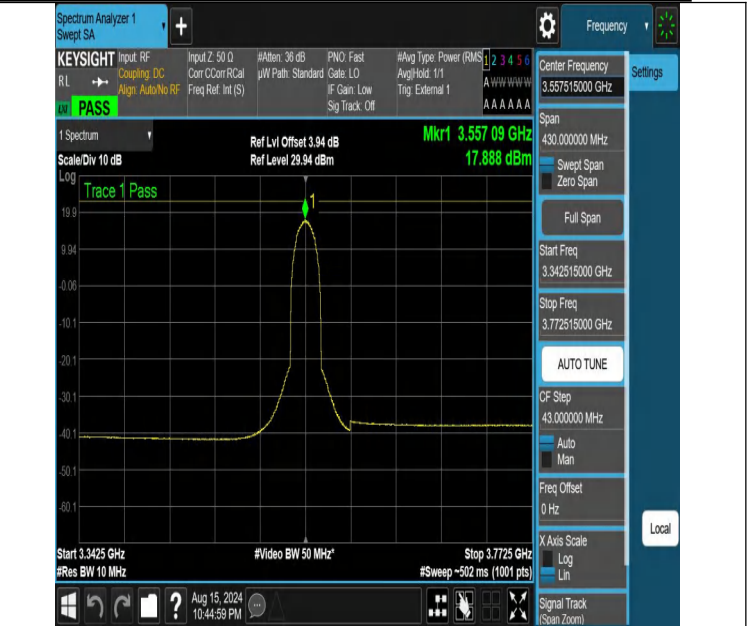 Spectrum Analyzer 1
Swept SA
+
Frequency
KEYSIGHT
RL
LXI PASS
Input: RF
Coupling: DC
Align: Auto/No RF
Input Z: 50 Ω
Corr CCorr RCal
Freq Ref: Int (S)
#Atten: 36 dB
µW Path: Standard
PNO: Fast
Gate: LO
IF Gain: Low
Sig Track: Off
#Avg Type: Power (RMS
Avg|Hold: 1/1
Trig: External 1
1 2 3 4 5 6
A W W W W W
A A A A A A
1 Spectrum
Scale/Div 10 dB
Ref Lvl Offset 3.94 dB
Ref Level 29.94 dBm
Mkr1 3.557 09 GHz
17.888 dBm
Log
Trace 1 Pass
1
19.9
9.94
-0.06
-10.1
-20.1
-30.1
-40.1
-50.1
-60.1
Start 3.3425 GHz
#Res BW 10 MHz
#Video BW 50 MHz*
Stop 3.7725 GHz
#Sweep ~502 ms (1001 pts)
Center Frequency
3.557515000 GHz
Settings
Span
430.000000 MHz
Swept Span
Zero Span
Full Span
Start Freq
3.342515000 GHz
Stop Freq
3.772515000 GHz
AUTO TUNE
CF Step
43.000000 MHz
Auto
Man
Freq Offset
0 Hz
X Axis Scale
Log
Lin
Local
Signal Track
(Span Zoom)
?
Aug 15, 2024
10:44:59 PM